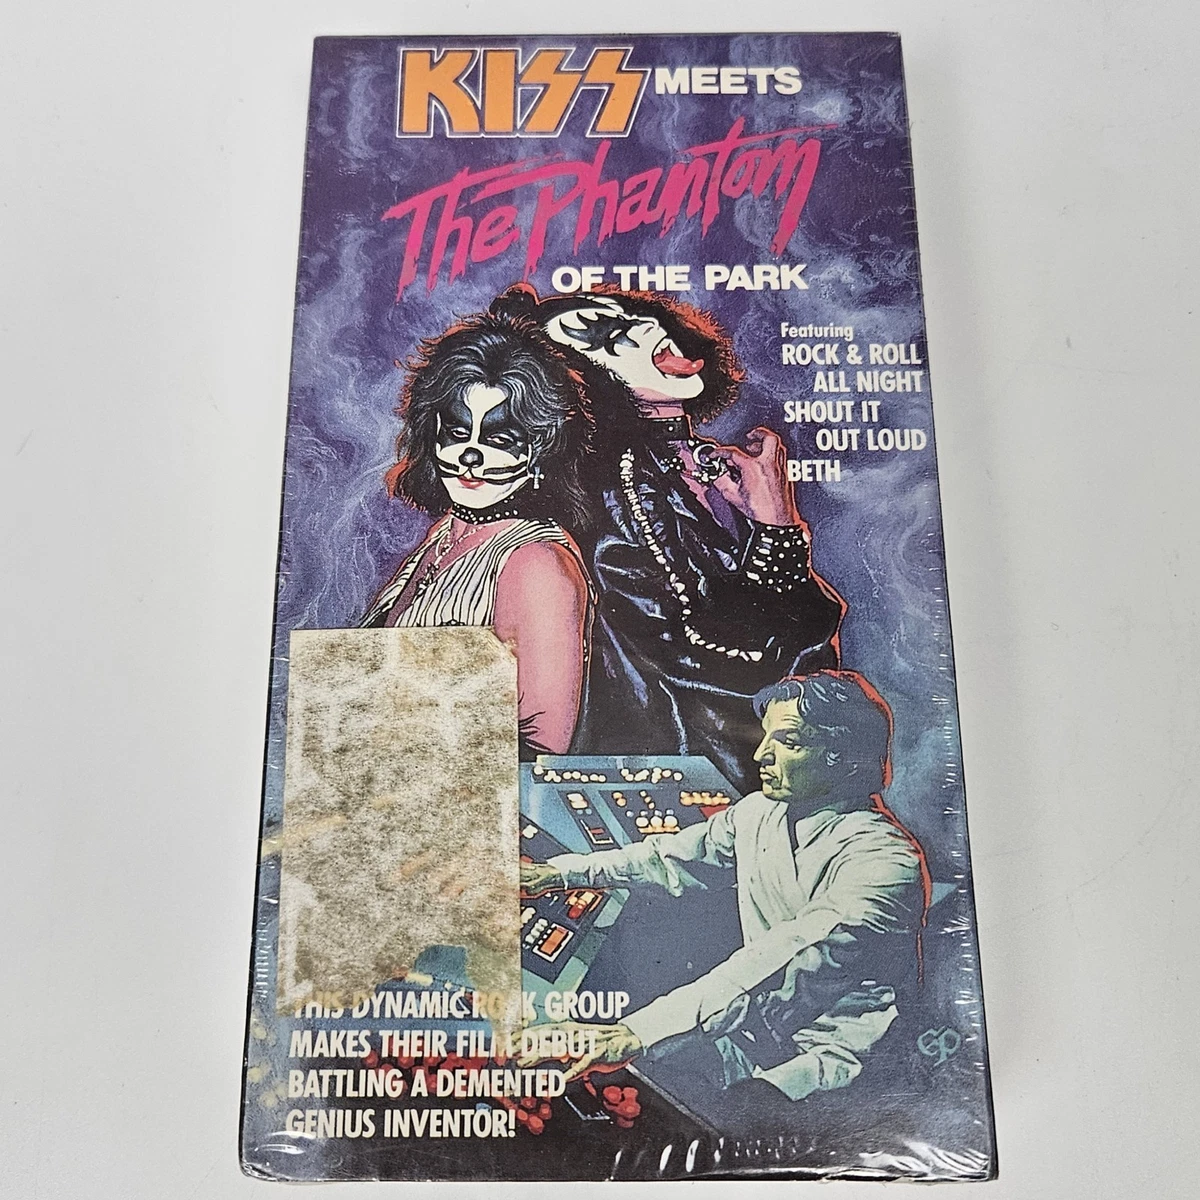 KISS MEETS
The Phantom
OF THE PARK
Featuring
ROCK & ROLL
ALL NIGHT
SHOUT IT
OUT LOUD
BETH
THIS DYNAMIC ROCK GROUP
MAKES THEIR FILM DEBUT
BATTLING A DEMENTED
GENIUS INVENTOR!
GP